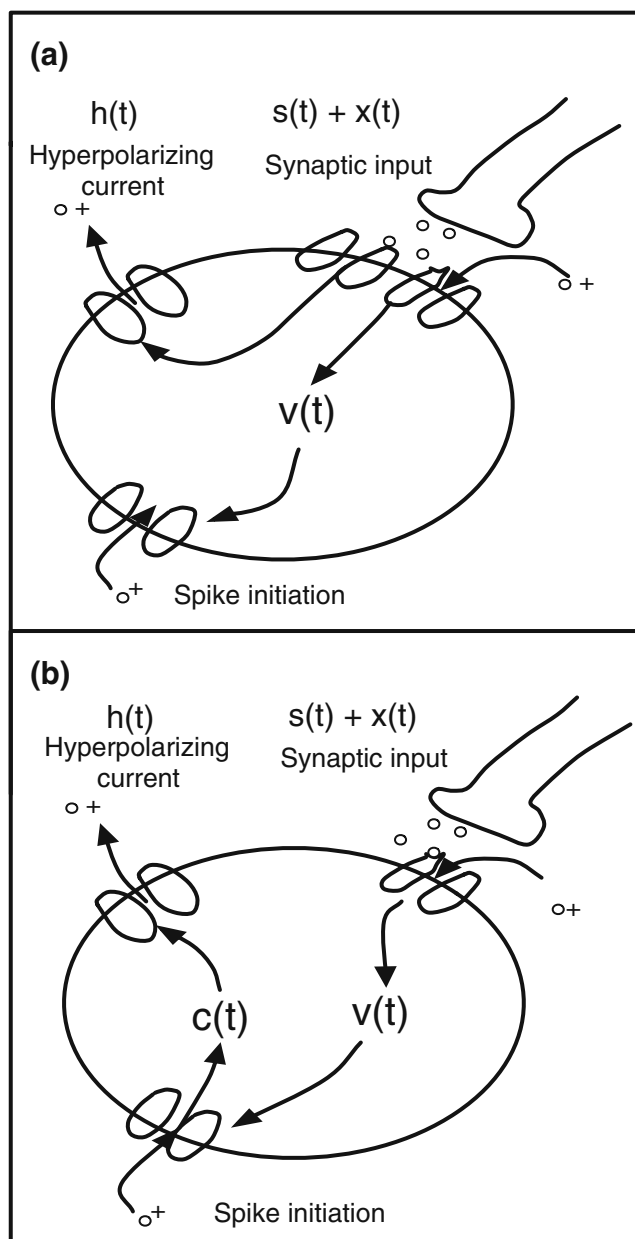 (a)
h(t)
Hyperpolarizing
current
s(t) + x(t)
Synaptic input
o +
o +
v(t)
o+
Spike initiation
(b)
h(t)
Hyperpolarizing
current
s(t) + x(t)
Synaptic input
o +
o+
c(t)
v(t)
o+
Spike initiation